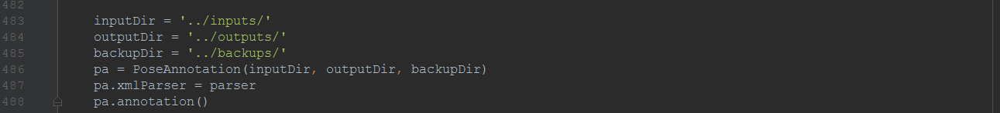 482
483 inputDir = '../inputs/'
484 outputDir = '../outputs/'
485 backupDir = '../backups/'
486 pa = PoseAnnotation(inputDir, outputDir, backupDir)
487 pa.xmlParser = parser
488 pa.annotation()